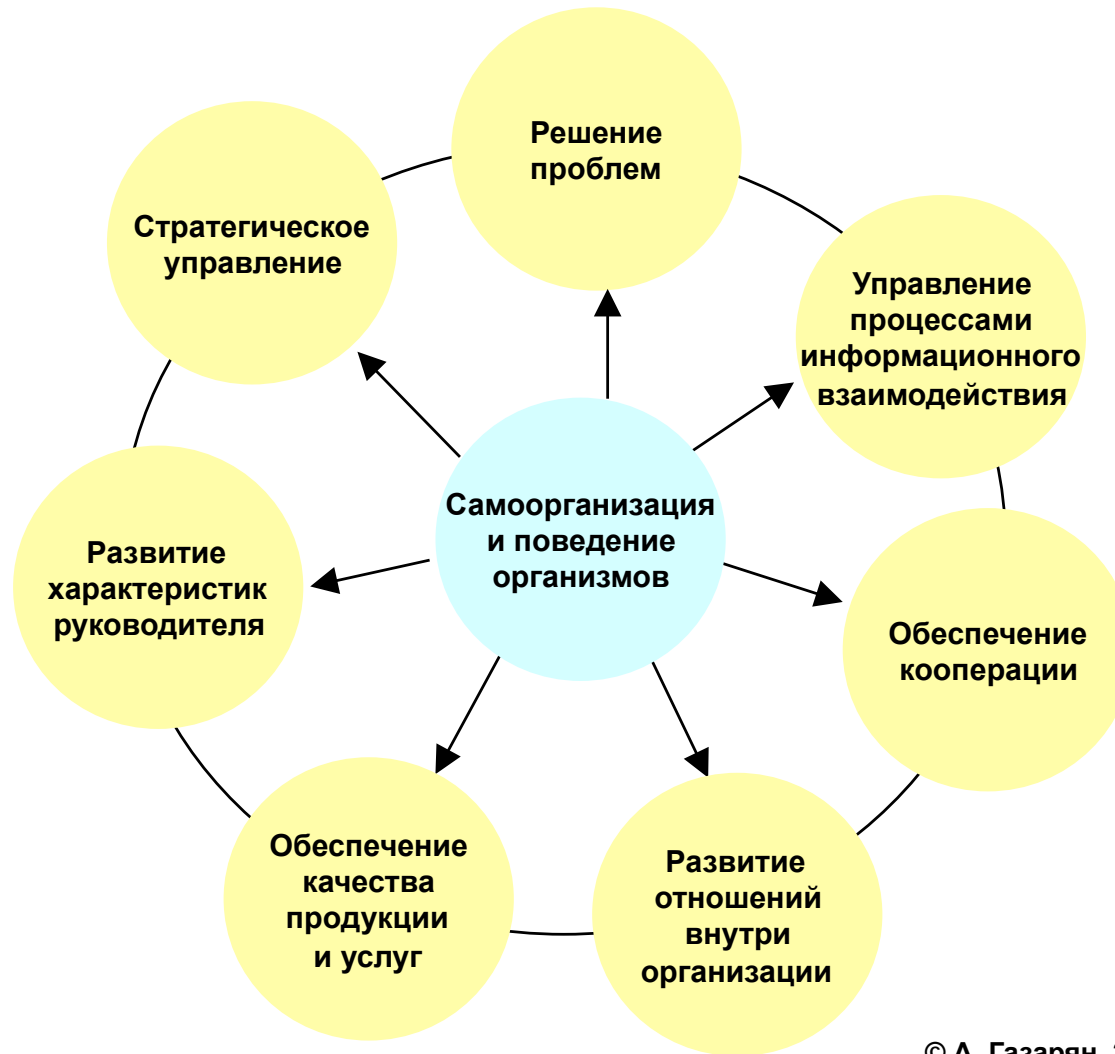 Решение
проблем
Стратегическое
управление
Управление
процессами
информационного
взаимодействия
Самоорганизация
и поведение
организмов
Развитие
характеристик
руководителя
Обеспечение
кооперации
Обеспечение
качества
продукции
и услуг
Развитие
отношений
внутри
организации
© А. Газарян,